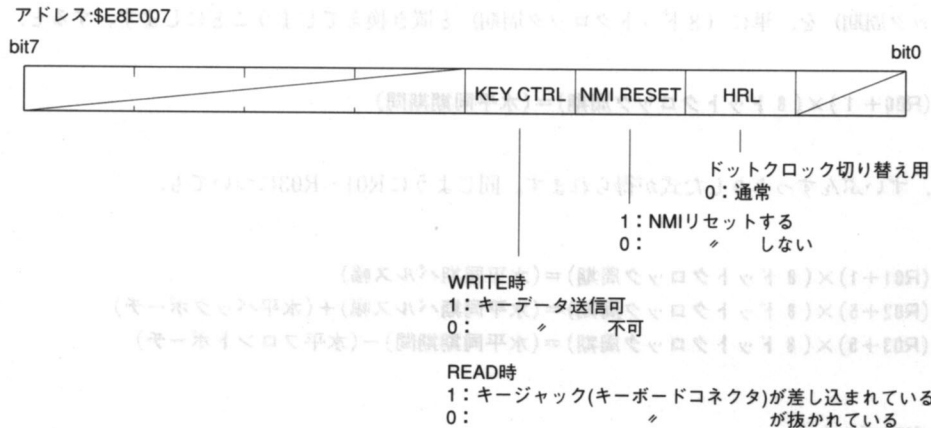 アドレス:$E8E007
bit7
bit0
KEY CTRL
NMI RESET
HRL
ドットクロック切り替え用
0：通常
1：NMIリセットする
0：　〃　しない
WRITE時
1：キーデータ送信可
0：　〃　不可
READ時
1：キージャック(キーボードコネクタ)が差し込まれている
0：　〃　が抜かれている